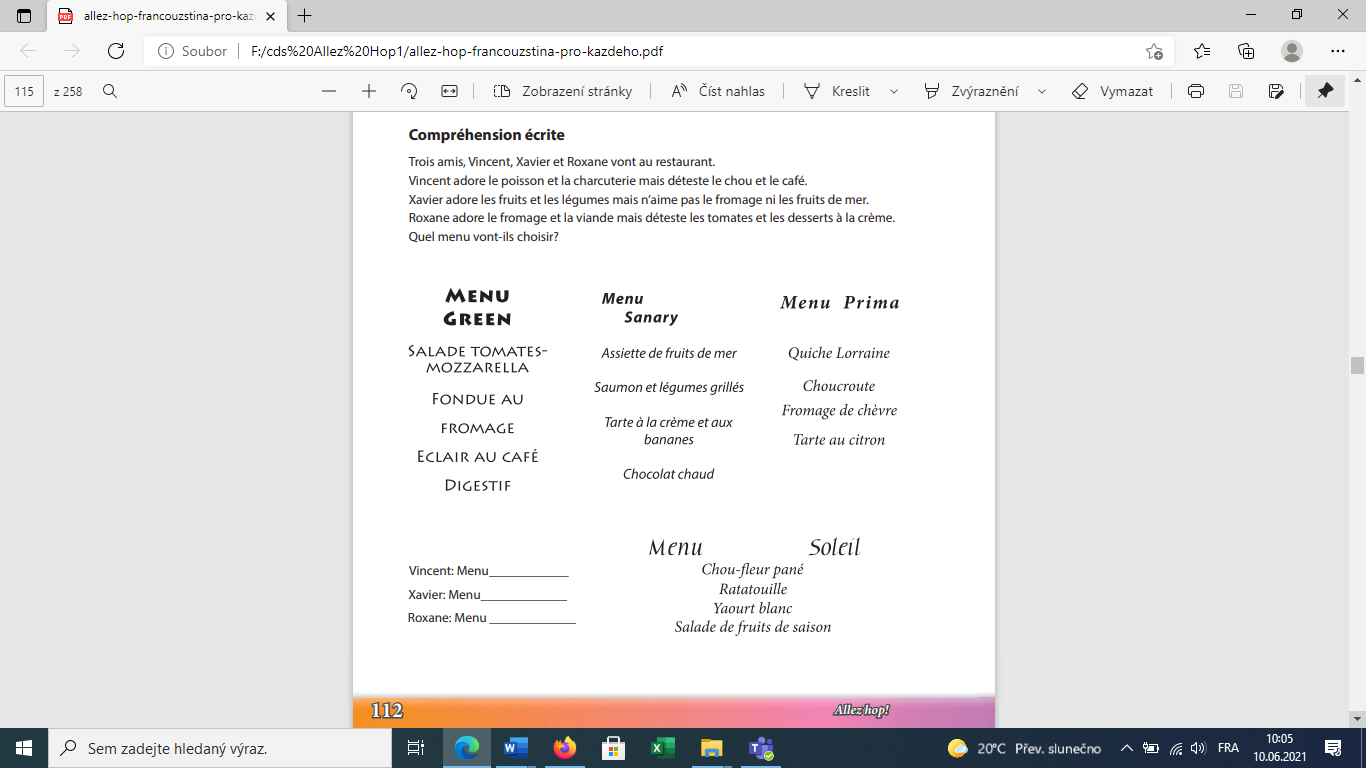 allez-hop-francouzstina-pro-kaz
Soubor
F:/cds%20Allez%20Hop1/allez-hop-francouzstina-pro-kazdeho.pdf
115 z 258
Zobrazení stránky
Číst nahlas
Kreslit
Zvýraznění
Vymazat
Compréhension écrite
Trois amis, Vincent, Xavier et Roxane vont au restaurant.
Vincent adore le poisson et la charcuterie mais déteste le chou et le café.
Xavier adore les fruits et les légumes mais n'aime pas le fromage ni les fruits de mer.
Roxane adore le fromage et la viande mais déteste les tomates et les desserts à la crème.
Quel menu vont-ils choisir?
Menu
Green
Salade tomates-
mozzarella
Fondue au
fromage
Eclair au café
Digestif
Menu
Sanary
Assiette de fruits de mer
Saumon et légumes grillés
Tarte à la crème et aux
bananes
Chocolat chaud
Menu Prima
Quiche Lorraine
Choucroute
Fromage de chèvre
Tarte au citron
Menu Soleil
Chou-fleur pané
Ratatouille
Yaourt blanc
Salade de fruits de saison
Vincent: Menu____________
Xavier: Menu____________
Roxane: Menu ____________
112
Allez hop!
Sem zadejte hledaný výraz.
20°C Přev. slunečno
FRA
10:05
10.06.2021